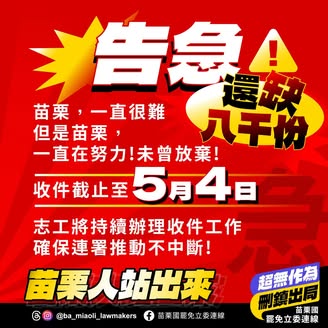 告急!
還缺
八千份
苗栗，一直很難
但是苗栗，
一直在努力!未曾放棄!
收件截止至5月4日
志工將持續辦理收件工作
確保連署推動不中斷!
苗栗人站出來
超無作為
刪鎮出局
@ba_miaoli_lawmakers
苗栗國罷免立委連線
苗栗國
罷免立委連線